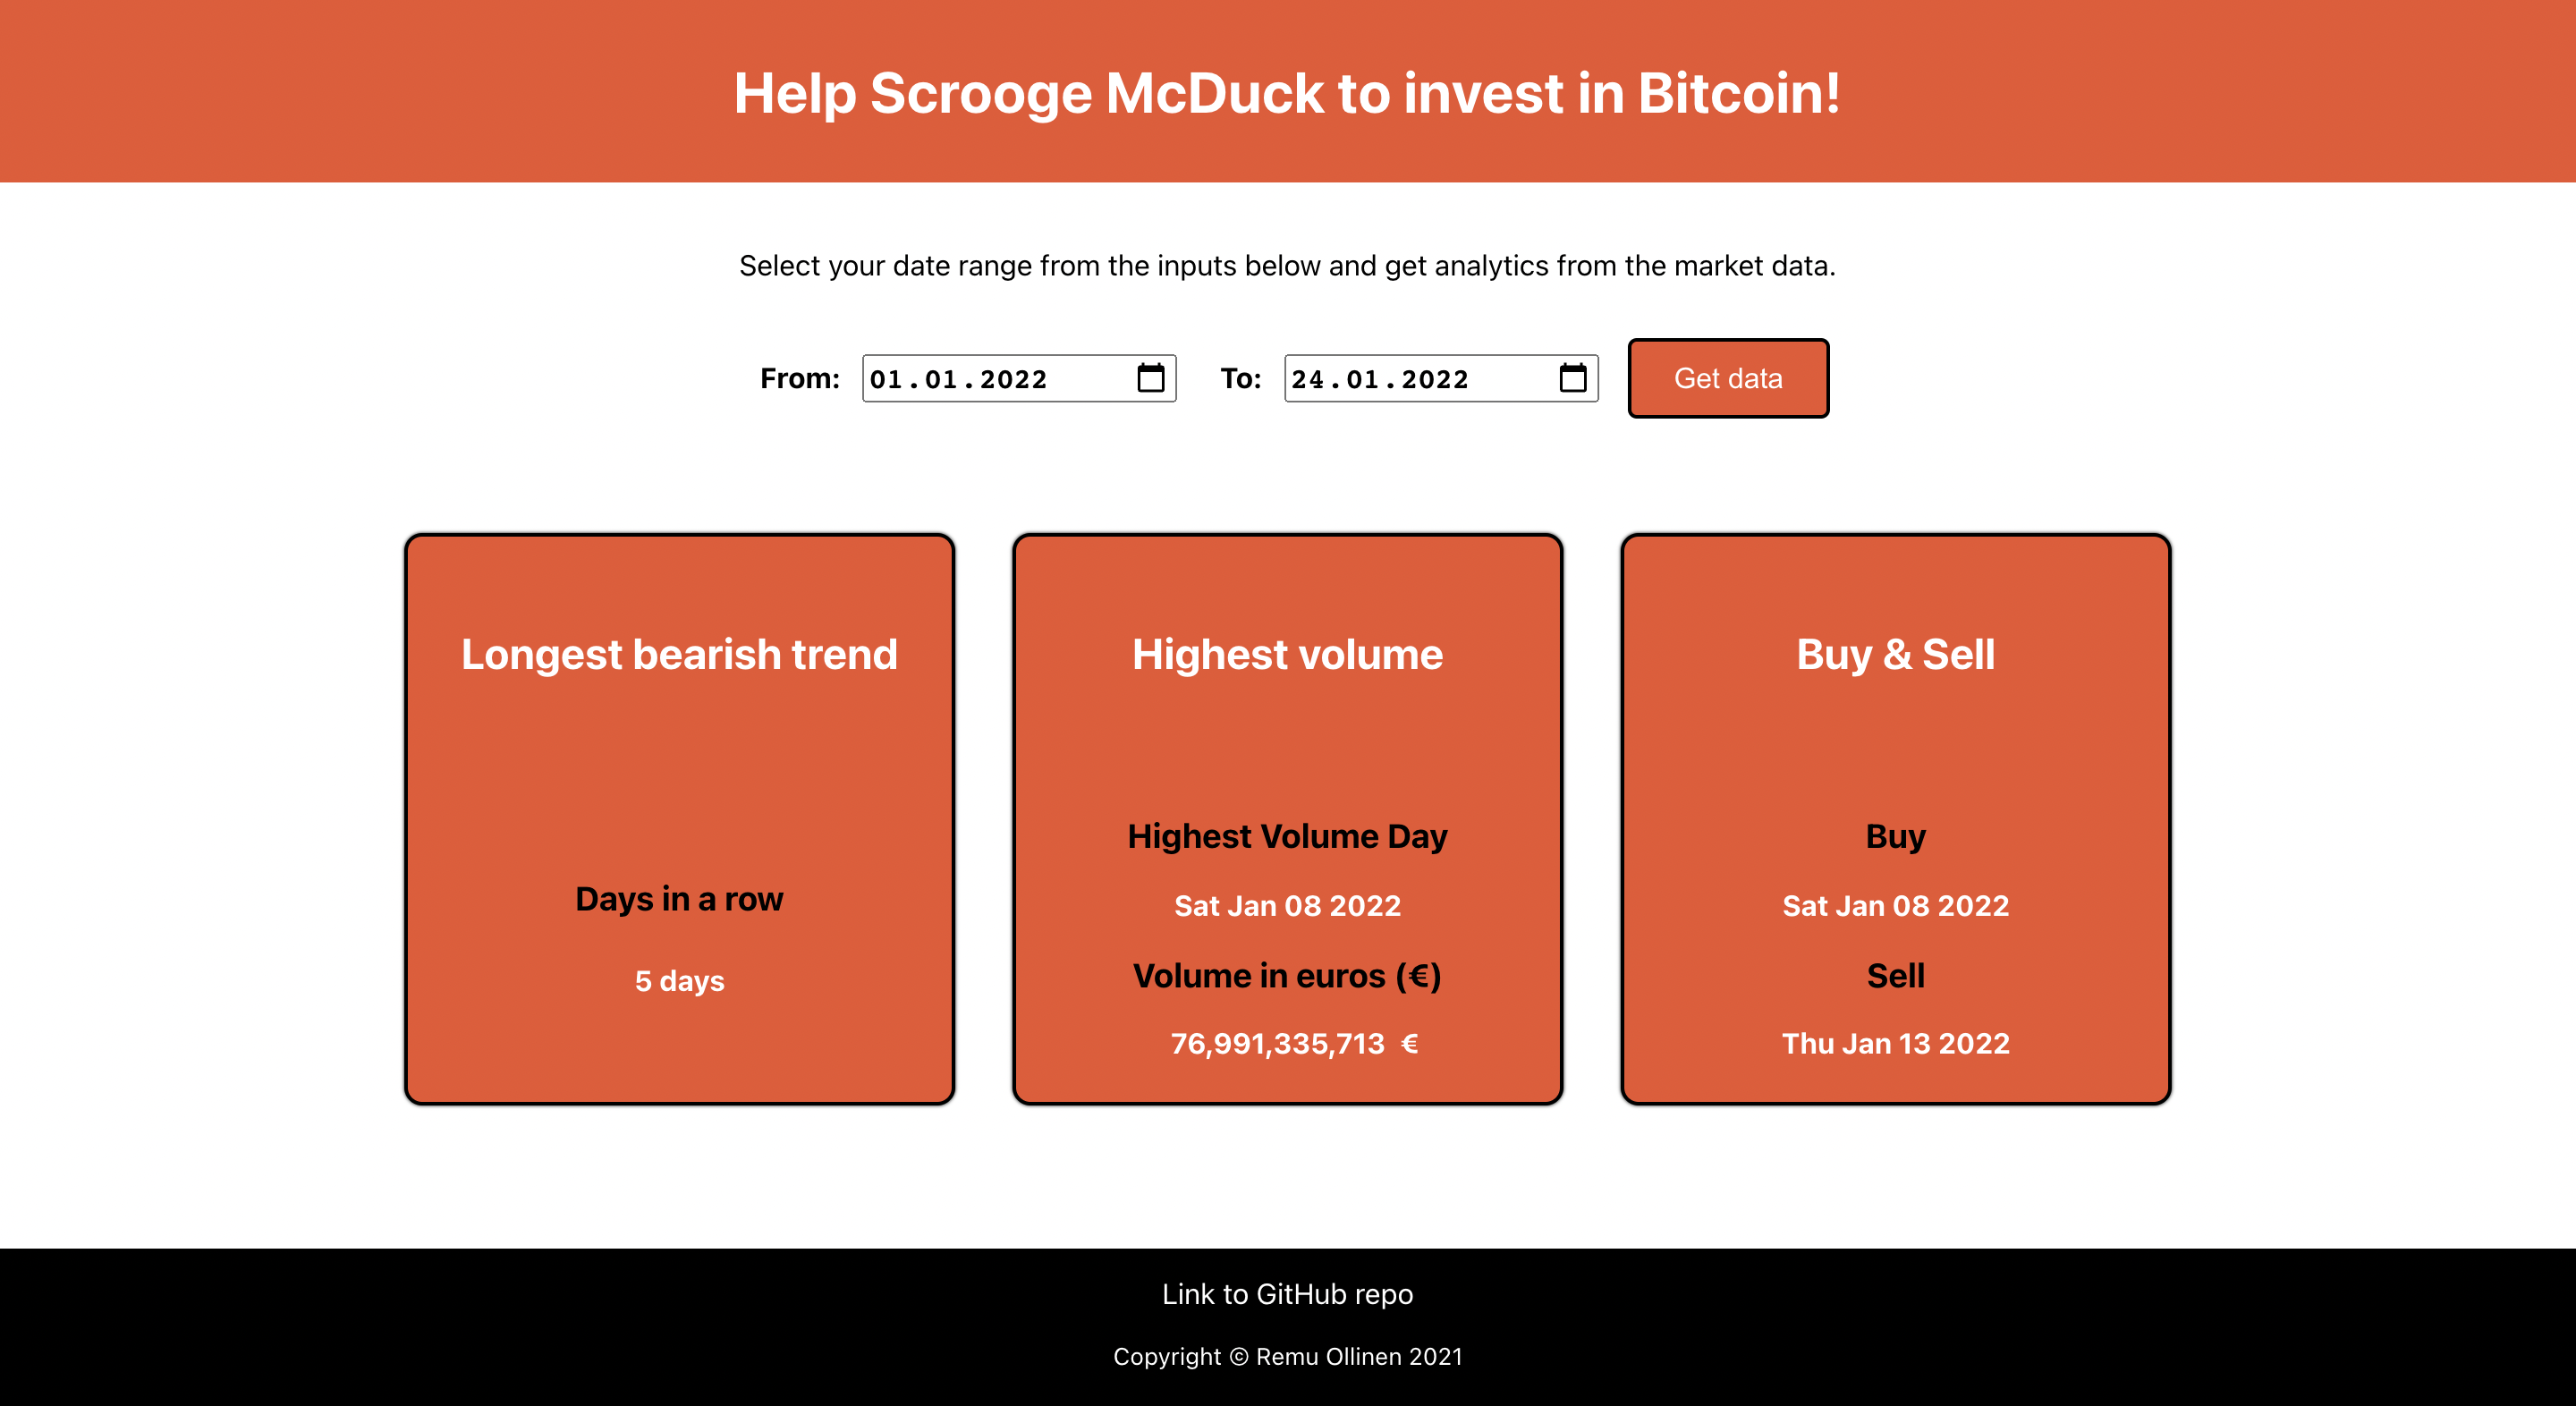 Help Scrooge McDuck to invest in Bitcoin!
Select your date range from the inputs below and get analytics from the market data.
From: 01.01.2022 To: 24.01.2022 Get data
Longest bearish trend
Days in a row
5 days
Highest volume
Highest Volume Day
Sat Jan 08 2022
Volume in euros (€)
76,991,335,713 €
Buy & Sell
Buy
Sat Jan 08 2022
Sell
Thu Jan 13 2022
Link to GitHub repo
Copyright © Remu Ollinen 2021